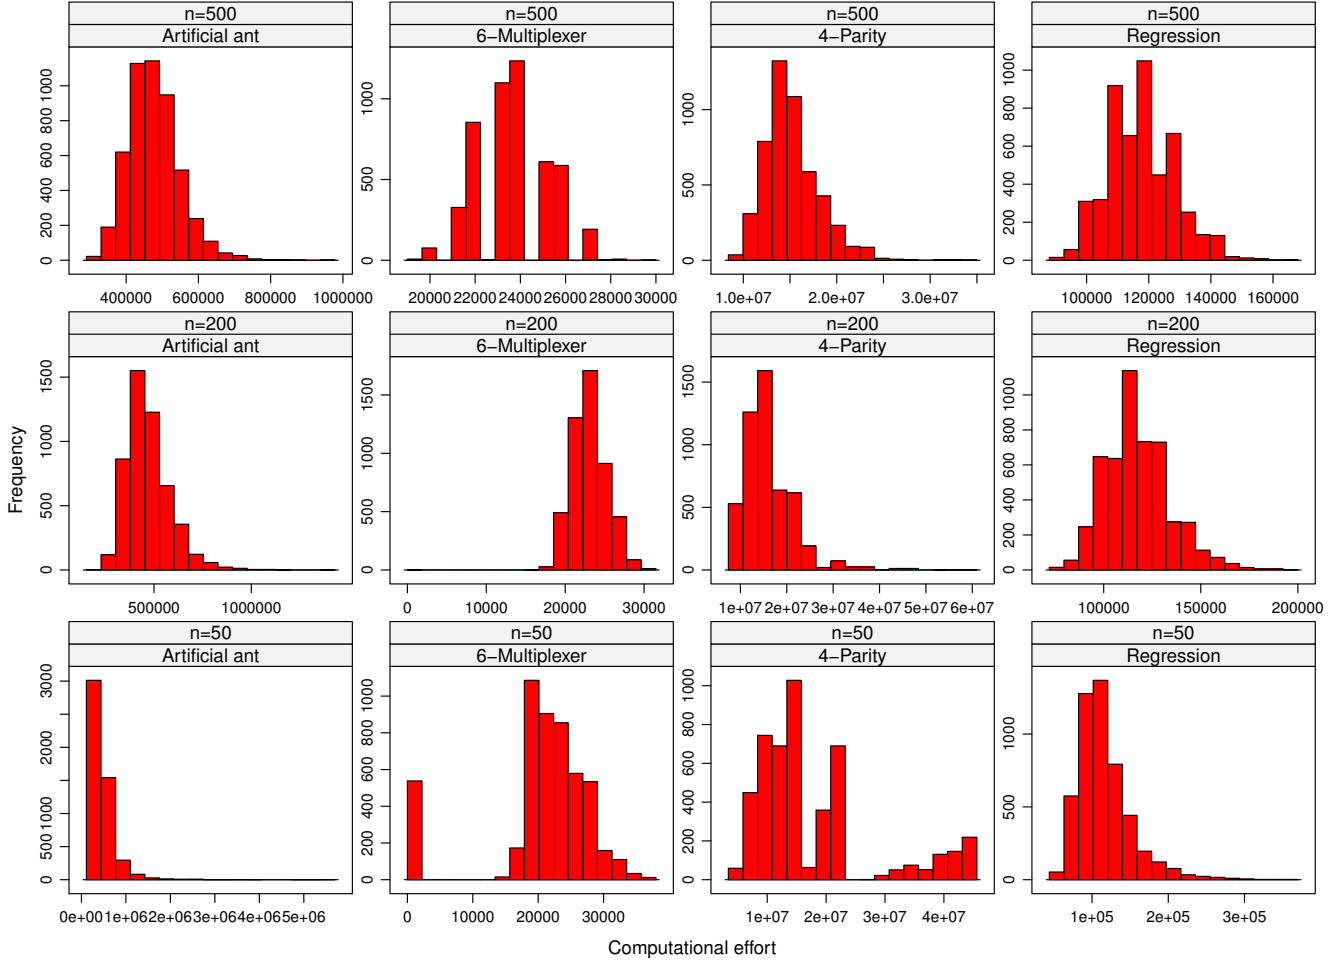 n=500 n=500 n=500 n=500
Artificial ant 6−Multiplexer 4−Parity Regression
0 200 400 600 800 1000
400000 600000 800000 1000000
0 500 1000
20000 22000 24000 26000 28000 30000
0 500 1000
1.0e+07 2.0e+07 3.0e+07
0 200 400 600 800 1000
100000 120000 140000 160000
n=200 n=200 n=200 n=200
Artificial ant 6−Multiplexer 4−Parity Regression
Frequency
0 500 1000 1500
500000 1000000
0 500 1000 1500
0 10000 20000 30000
0 500 1000 1500
1e+07 2e+07 3e+07 4e+07 5e+07 6e+07
0 200 400 600 800 1000
100000 150000 200000
n=50 n=50 n=50 n=50
Artificial ant 6−Multiplexer 4−Parity Regression
0 500 1000 2000 3000
0e+00 1e+06 2e+06 3e+06 4e+06 5e+06
0 200 400 600 800 1000
0 10000 20000 30000
0 200 400 600 800 1000
1e+07 2e+07 3e+07 4e+07
0 500 1000
1e+05 2e+05 3e+05
Computational effort